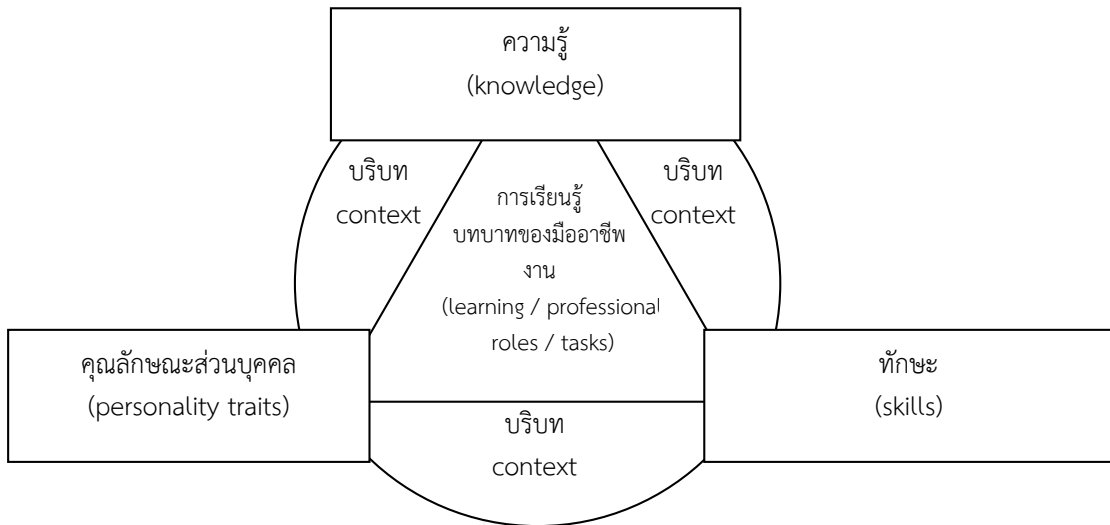 ความรู้
(knowledge)
บริบท
context
บริบท
context
การเรียนรู้
บทบาทของมืออาชีพ
งาน
(learning / professional
roles / tasks)
คุณลักษณะส่วนบุคคล
(personality traits)
ทักษะ
(skills)
บริบท
context